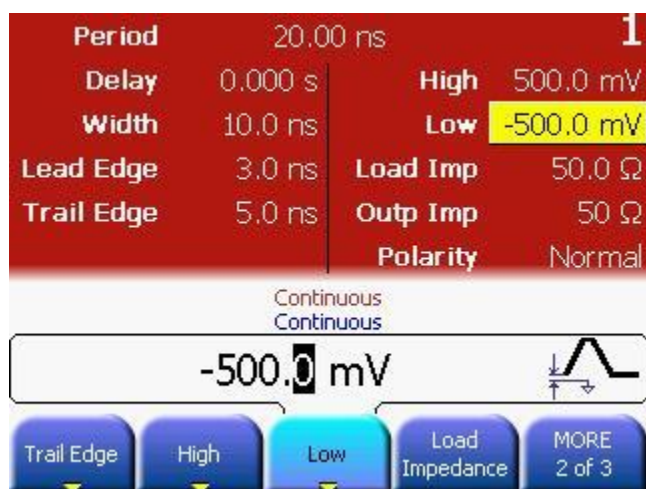 Period 20.00 ns 1
Delay 0.000 s High 500.0 mV
Width 10.0 ns Low -500.0 mV
Lead Edge 3.0 ns Load Imp 50.0 Ω
Trail Edge 5.0 ns Outp Imp 50 Ω
Polarity Normal
Continuous
Continuous
-500.0 mV
Trail Edge High Low Load Impedance MORE 2 of 3